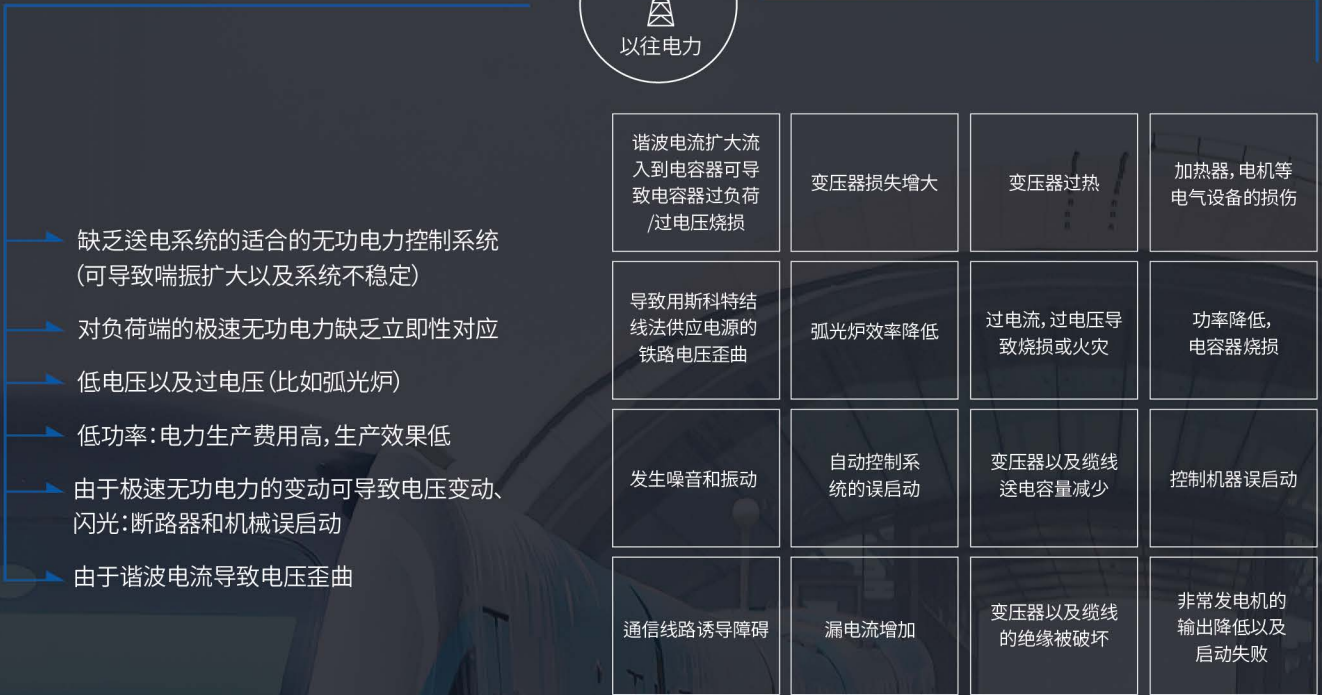 以往电力
缺乏送电系统的适合的无功电力控制系统
(可导致喘振扩大以及系统不稳定)
对负荷端的极速无功电力缺乏立即性对应
低电压以及过电压(比如弧光炉)
低功率:电力生产费用高,生产效果低
由于极速无功电力的变动可导致电压变动、
闪光:断路器和机械误启动
由于谐波电流导致电压歪曲
谐波电流扩大流
入到电容器可导
致电容器过负荷
/过电压烧损
变压器损失增大
变压器过热
加热器,电机等
电气设备的损伤
导致用斯科特结
线法供应电源的
铁路电压歪曲
弧光炉效率降低
过电流,过电压导
致烧损或火灾
功率降低,
电容器烧损
发生噪音和振动
自动控制系
统的误启动
变压器以及缆线
送电容量减少
控制机器误启动
通信线路诱导障碍
漏电流增加
变压器以及缆线
的绝缘被破坏
非常发电机的
输出降低以及
启动失败